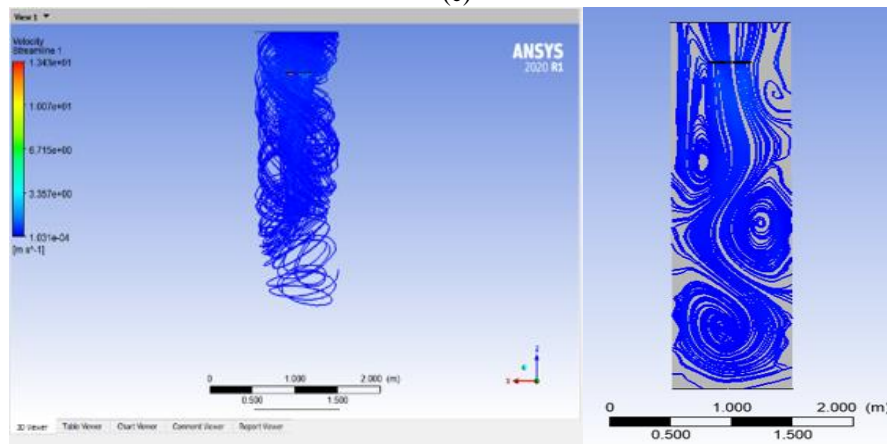 View 1
Velocity
Streamline 1
1.343e+01
1.007e+01
6.715e+00
3.357e+00
1.031e-04
[m s^-1]
ANSYS
2020 R1
0 1.000 2.000 (m)
0.500 1.500
Z
X
3D Viewer Table Viewer Chart Viewer Comment Viewer Report Viewer
0 1.000 2.000 (m)
0.500 1.500